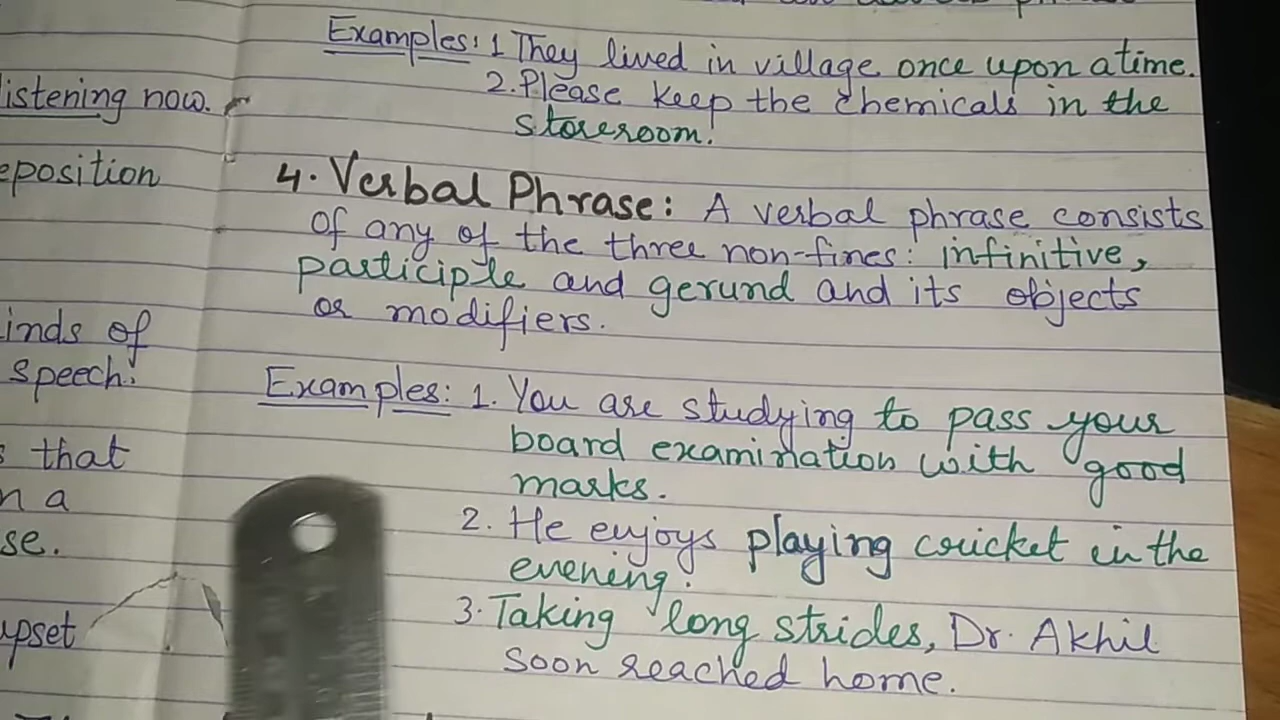 Examples: 1 They lived in village once upon a time.
2. Please keep the chemicals in the
storeroom.
listening now.
eposition
4. Verbal Phrase: A verbal phrase consists
of any of the three non-fines: infinitive,
participle and gerund and its objects
or modifiers.
inds of
speech.
Examples: 1. You are studying to pass your
board examination with good
marks.
s that
n a
se.
2. He enjoys playing cricket in the
evening.
3. Taking long strides, Dr. Akhil
soon reached home.
upset